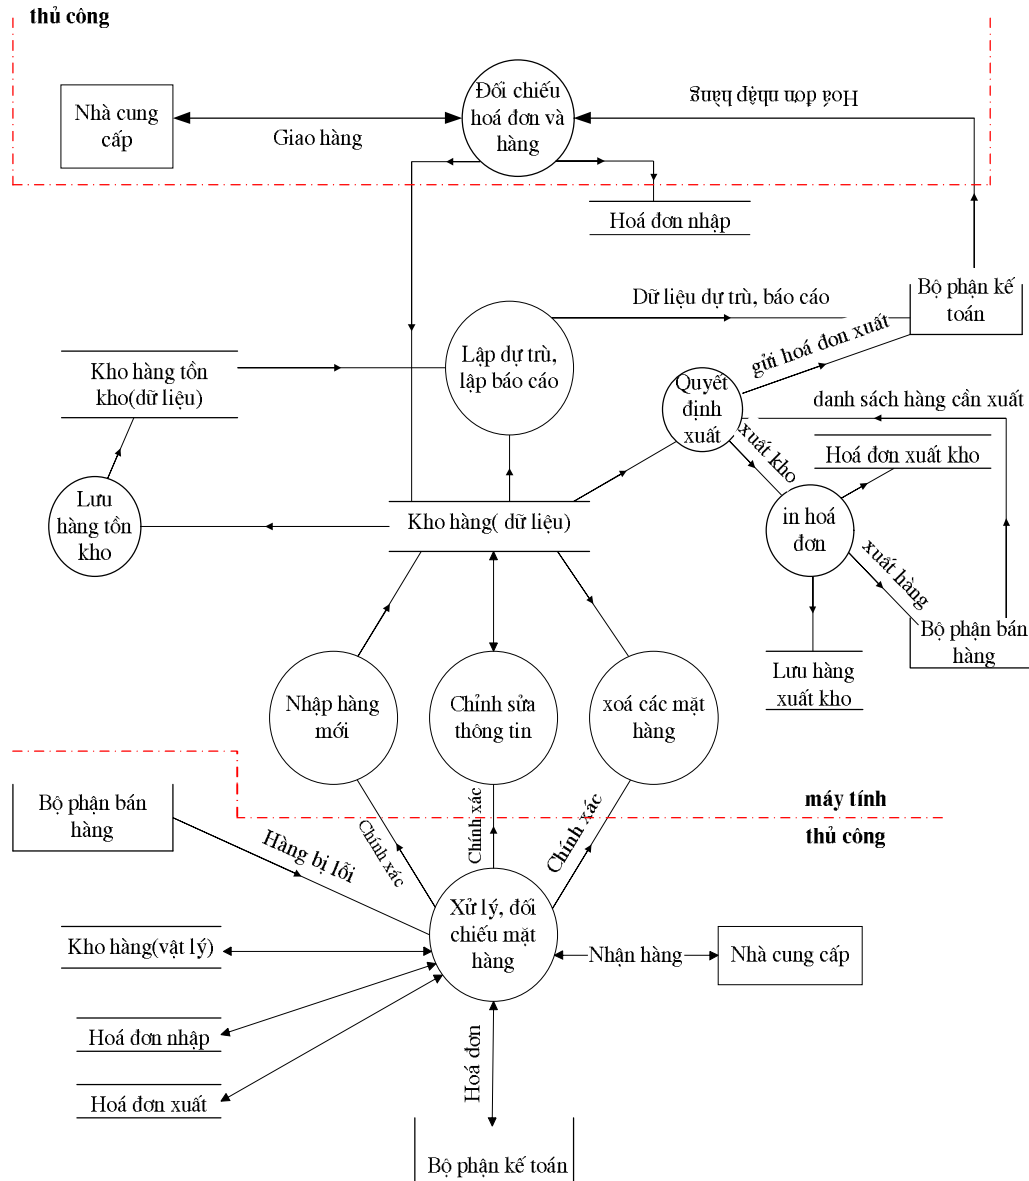 thủ công
Nhà cung
cấp
Giao hàng
Đối chiếu
hoá đơn và
hàng
Hoá đơn nhập hàng
Hoá đơn nhập
Bộ phận kế
toán
Dữ liệu dự trù, báo cáo
Lập dự trù,
lập báo cáo
gửi hoá đon xuất
Kho hàng tồn
kho(dữ liệu)
Quyết
định
xuất
danh sách hàng cần xuất
xuất kho
Hoá đơn xuất kho
Lưu
hàng tồn
kho
Kho hàng( dữ liệu)
in hoá
đơn
xuất hàng
Bộ phận bán
hàng
Lưu hàng
xuất kho
Nhập hàng
mới
Chỉnh sửa
thông tin
xoá các mặt
hàng
máy tính
thủ công
Bộ phận bán
hàng
Hàng bị lỗi
Chính xác
Chính xác
Chính xác
Xử lý, đối
chiếu mặt
hàng
Kho hàng(vật lý)
Nhận hàng
Nhà cung cấp
Hoá đơn nhập
Hoá đơn xuất
Hoá đơn
Bộ phận kế toán